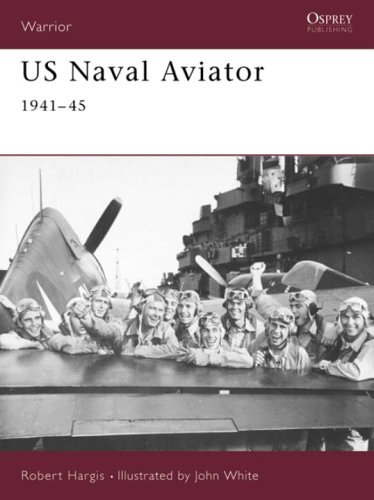 Warrior
OSPREY
PUBLISHING
US Naval Aviator
1941–45
Robert Hargis • Illustrated by John White